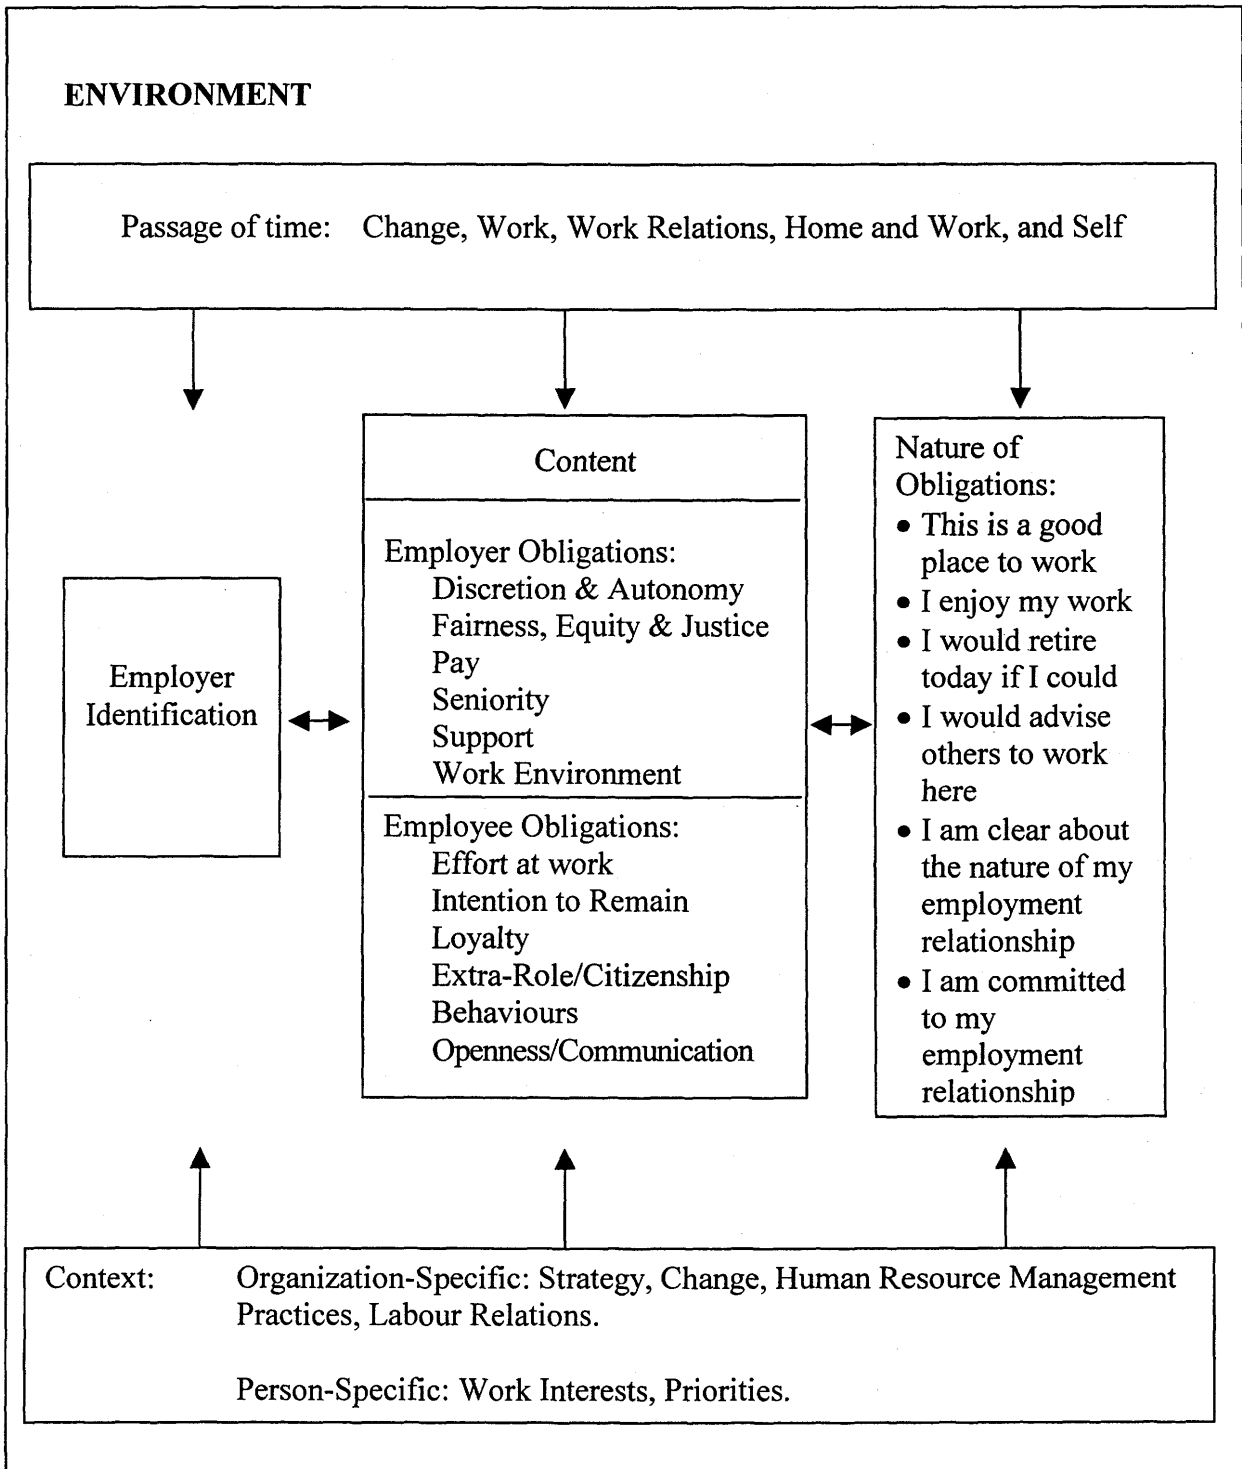 ENVIRONMENT
Passage of time: Change, Work, Work Relations, Home and Work, and Self
Employer
Identification
Content
Employer Obligations:
Discretion & Autonomy
Fairness, Equity & Justice
Pay
Seniority
Support
Work Environment
Employee Obligations:
Effort at work
Intention to Remain
Loyalty
Extra-Role/Citizenship
Behaviours
Openness/Communication
Nature of
Obligations:
• This is a good
place to work
• I enjoy my work
• I would retire
today if I could
• I would advise
others to work
here
• I am clear about
the nature of my
employment
relationship
• I am committed
to my
employment
relationship
Context: Organization-Specific: Strategy, Change, Human Resource Management
Practices, Labour Relations.
Person-Specific: Work Interests, Priorities.